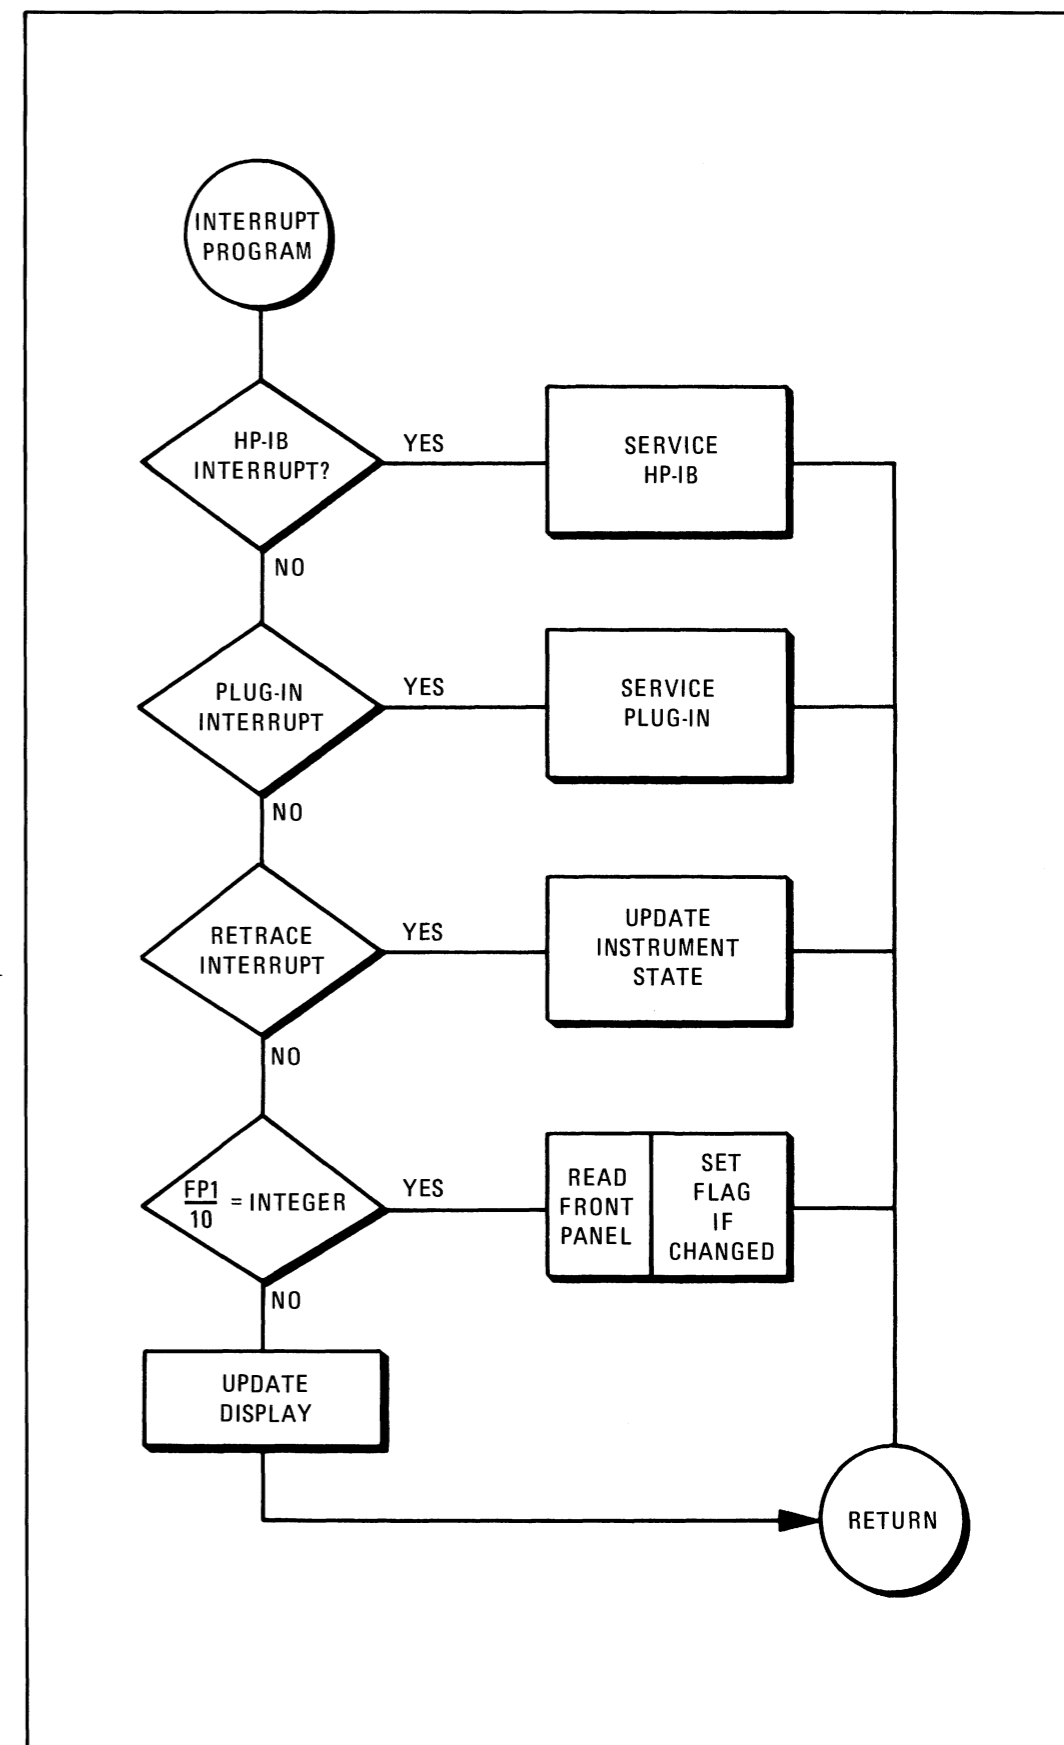 INTERRUPT
PROGRAM
HP-IB
INTERRUPT?
YES
SERVICE
HP-IB
NO
PLUG-IN
INTERRUPT
YES
SERVICE
PLUG-IN
NO
RETRACE
INTERRUPT
YES
UPDATE
INSTRUMENT
STATE
NO
FP1
10
= INTEGER
YES
READ
FRONT
PANEL
SET
FLAG
IF
CHANGED
NO
UPDATE
DISPLAY
RETURN